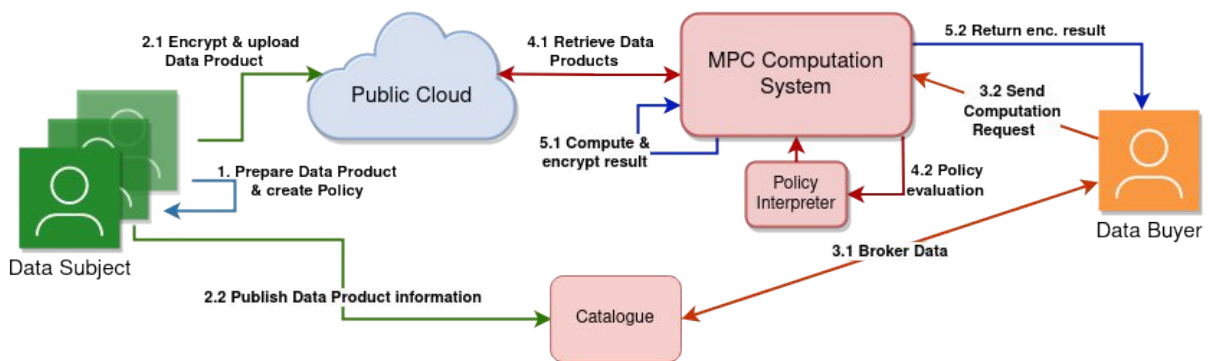 2.1 Encrypt & upload
Data Product
Public Cloud
4.1 Retrieve Data
Products
MPC Computation
System
5.2 Return enc. result
3.2 Send
Computation
Request
5.1 Compute &
encrypt result
1. Prepare Data Product
& create Policy
Policy
Interpreter
4.2 Policy
evaluation
Data Subject
Data Buyer
3.1 Broker Data
2.2 Publish Data Product information
Catalogue